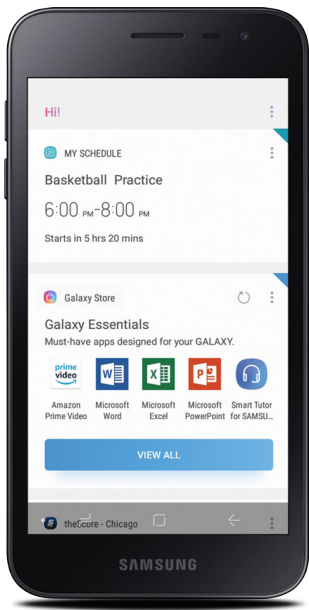 Hi!
MY SCHEDULE
Basketball Practice
6:00 PM-8:00 PM
Starts in 5 hrs 20 mins
Galaxy Store
Galaxy Essentials
Must-have apps designed for your GALAXY.
prime
video
W
X
P
Amazon
Prime Video
Microsoft
Word
Microsoft
Excel
Microsoft
PowerPoint
Smart Tutor
for SAMSU...
VIEW ALL
theScore - Chicago
SAMSUNG